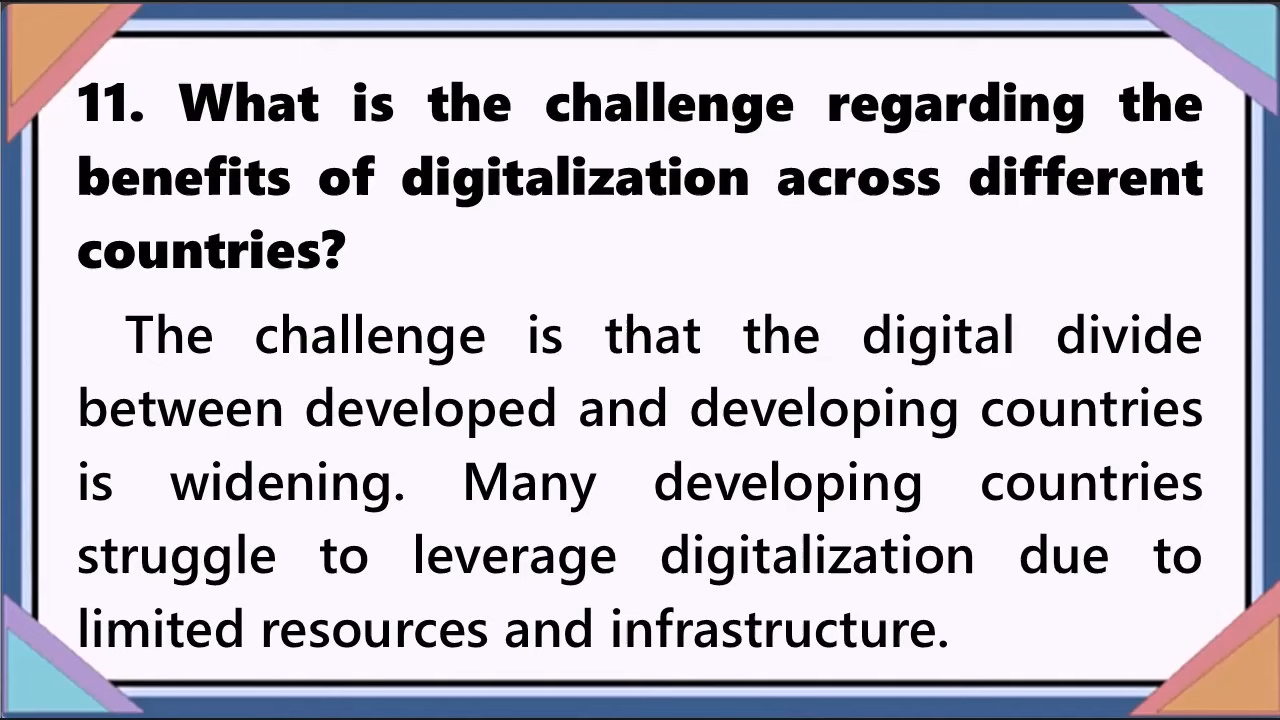 11. What is the challenge regarding the
benefits of digitalization across different
countries?
The challenge is that the digital divide
between developed and developing countries
is widening. Many developing countries
struggle to leverage digitalization due to
limited resources and infrastructure.